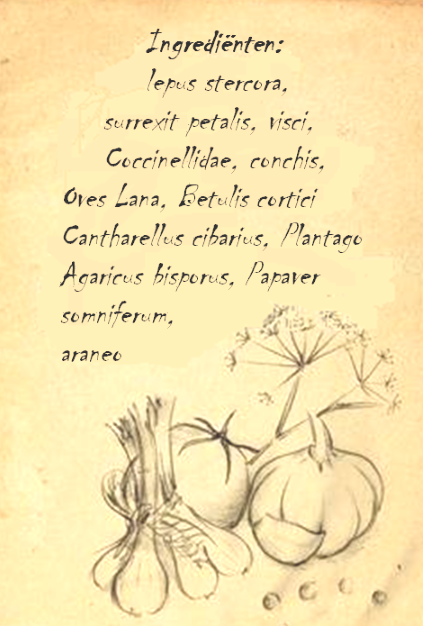 Ingrediënten:
lepus stercora,
surrexit petalis, visci,
Coccinellidae, conchis,
Oves Lana, Betulis cortici
Cantharellus cibarius, Plantago
Agaricus bisporus, Papaver
somniferum,
araneo